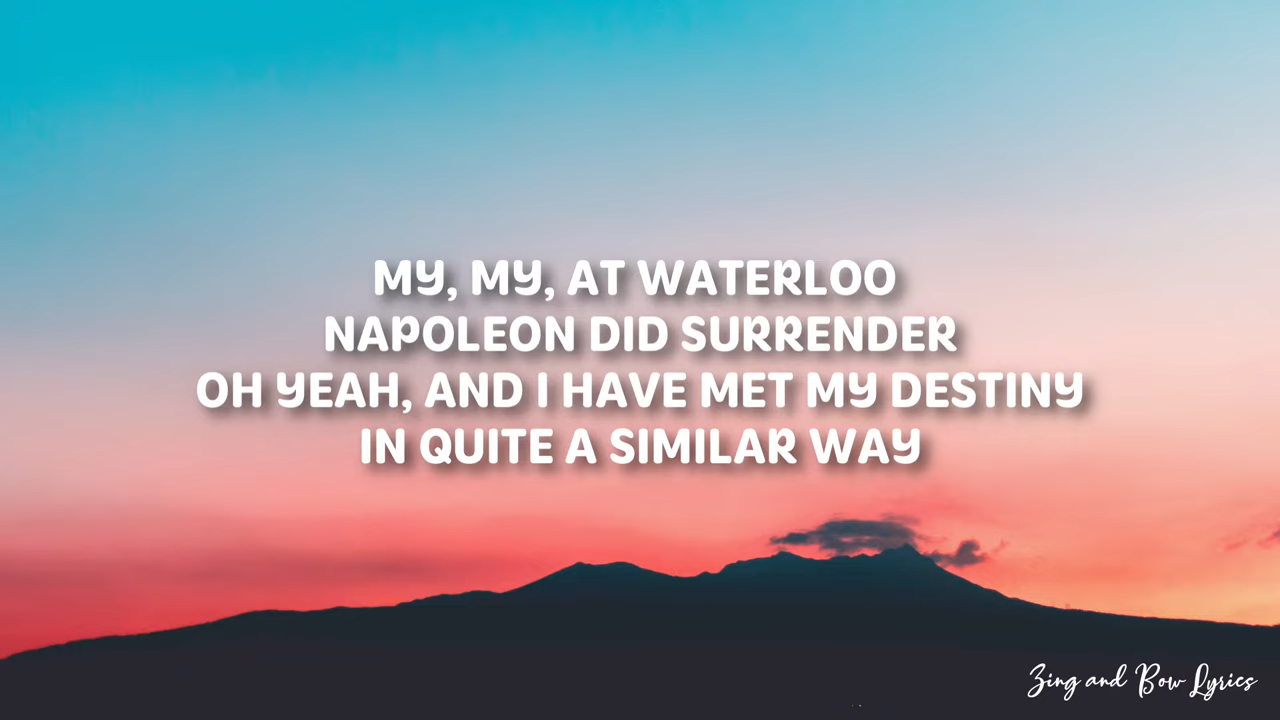 MY, MY, AT WATERLOO
NAPOLEON DID SURRENDER
OH YEAH, AND I HAVE MET MY DESTINY
IN QUITE A SIMILAR WAY
Zing and Bow Lyrics